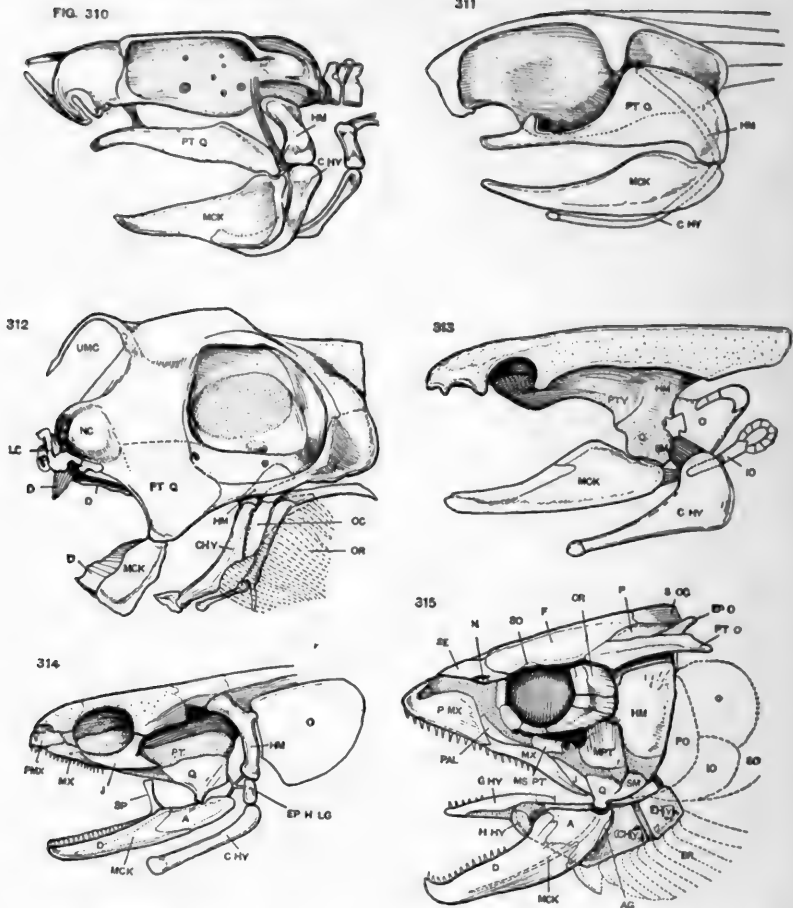 FIG. 310
HM
PT Q
C HY
MCK
311
PT Q
HM
MCK
C HY
312
UMC
NC
LC
D
D
PT Q
HM
OC
C HY
OR
D
MCK
313
HM
PTY
O
Q
SM
IO
MCK
C HY
314
O
HM
PT
Q
PMX
MX
J
SP
EP H LG
A
D
MCK
C HY
315
SE
N
SO
F
OR
P
S OC
EP O
PT O
P MX
HM
O
PO
PAL
MX
MPT
IO
SO
MS PT
Q
SM
G HY
EHY
H HY
A
CHY
BR
D
MCK
AG